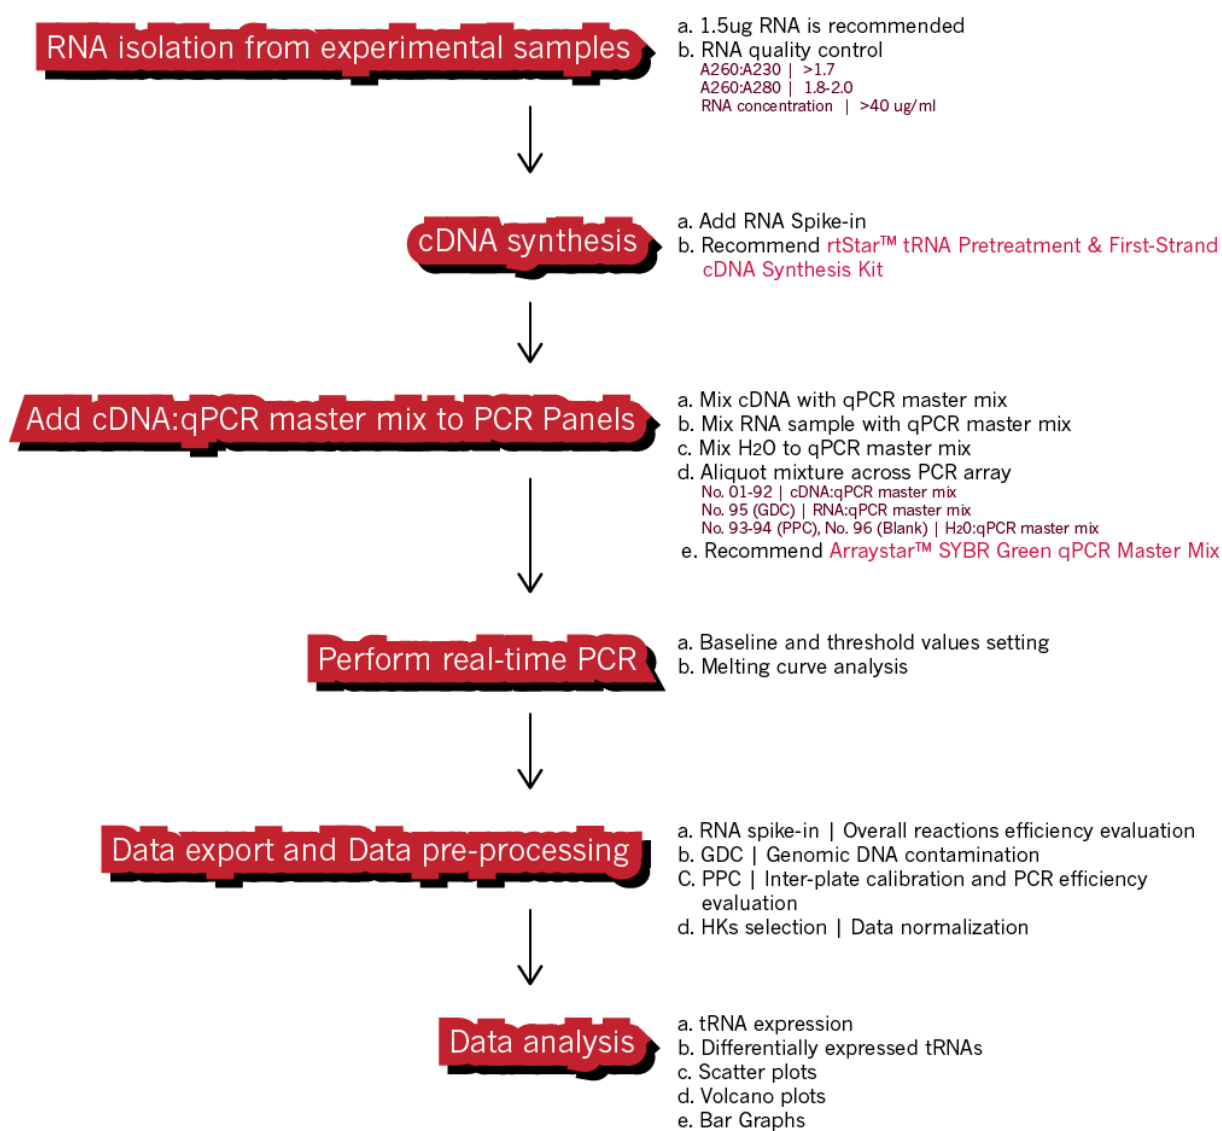 RNA isolation from experimental samples
a. 1.5ug RNA is recommended
b. RNA quality control
A260:A230 | >1.7
A260:A280 | 1.8-2.0
RNA concentration | >40 ug/ml
cDNA synthesis
a. Add RNA Spike-in
b. Recommend rtStar™ tRNA Pretreatment & First-Strand
cDNA Synthesis Kit
Add cDNA:qPCR master mix to PCR Panels
a. Mix cDNA with qPCR master mix
b. Mix RNA sample with qPCR master mix
c. Mix H2O to qPCR master mix
d. Aliquot mixture across PCR array
No. 01-92 | cDNA:qPCR master mix
No. 95 (GDC) | RNA:qPCR master mix
No. 93-94 (PPC), No. 96 (Blank) | H20:qPCR master mix
e. Recommend Arraystar™ SYBR Green qPCR Master Mix
Perform real-time PCR
a. Baseline and threshold values setting
b. Melting curve analysis
Data export and Data pre-processing
a. RNA spike-in | Overall reactions efficiency evaluation
b. GDC | Genomic DNA contamination
C. PPC | Inter-plate calibration and PCR efficiency
evaluation
d. HKs selection | Data normalization
Data analysis
a. tRNA expression
b. Differentially expressed tRNAs
c. Scatter plots
d. Volcano plots
e. Bar Graphs